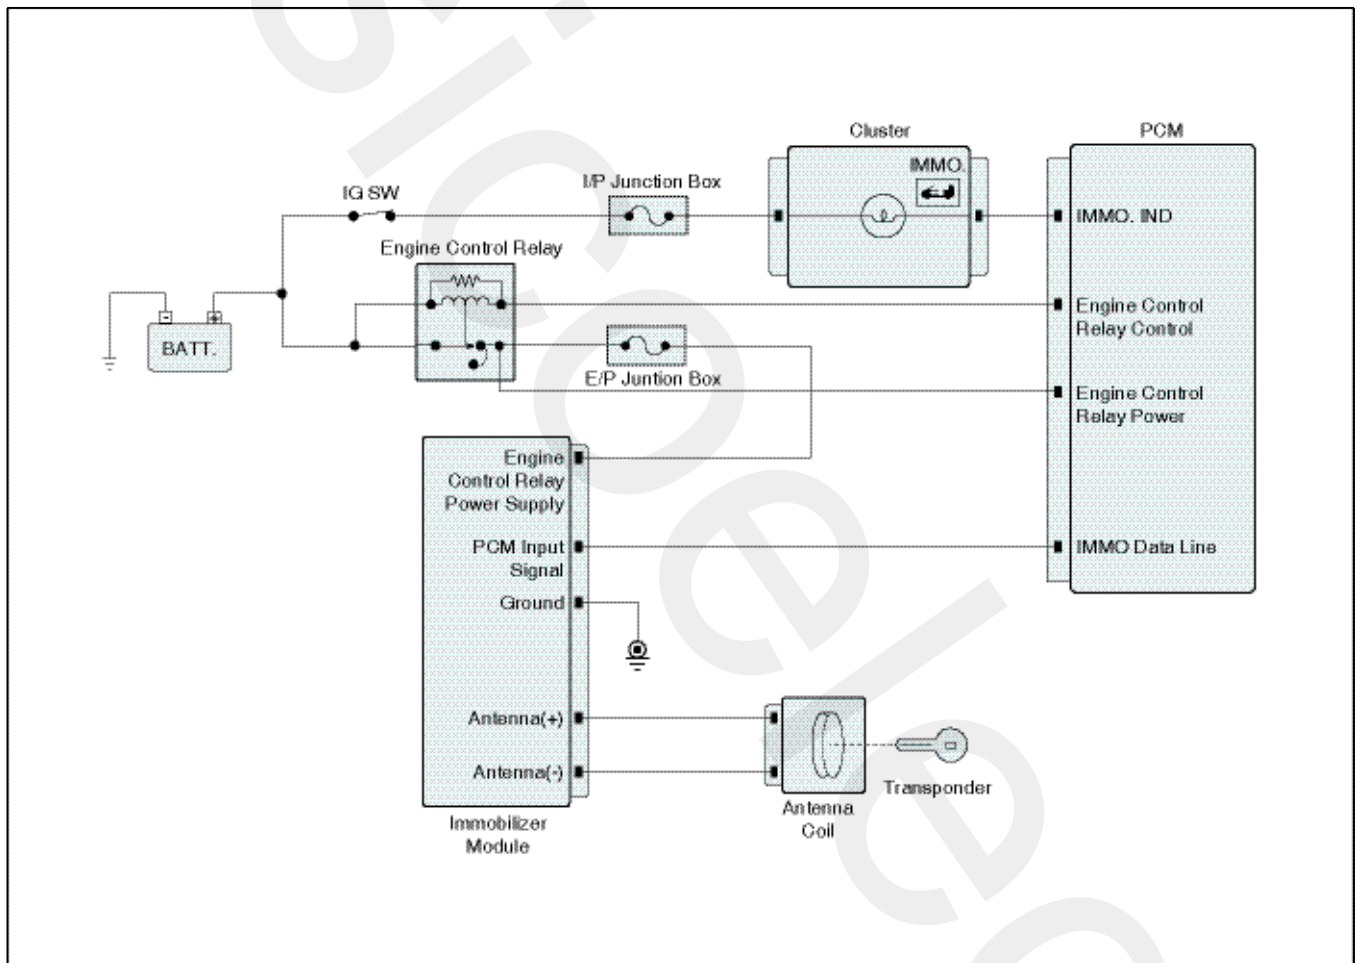 Cluster
PCM
IMMO.
I/P Junction Box
IG SW
IMMO. IND
Engine Control Relay
Engine Control
Relay Control
BATT.
E/P Juntion Box
Engine Control
Relay Power
Engine
Control Relay
Power Supply
PCM Input
Signal
IMMO Data Line
Ground
Antenna(+)
Antenna(-)
Transponder
Antenna
Coil
Immobilizer
Module